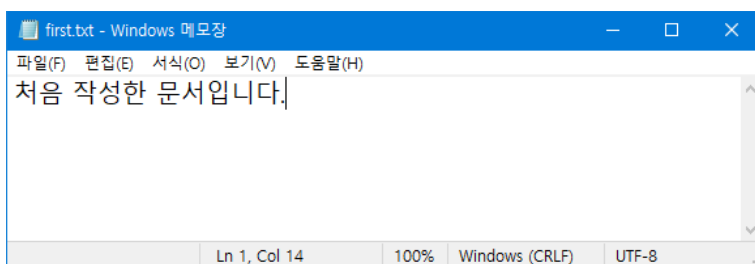 first.txt - Windows 메모장
파일(F) 편집(E) 서식(O) 보기(V) 도움말(H)
처음 작성한 문서입니다.
Ln 1, Col 14 100% Windows (CRLF) UTF-8